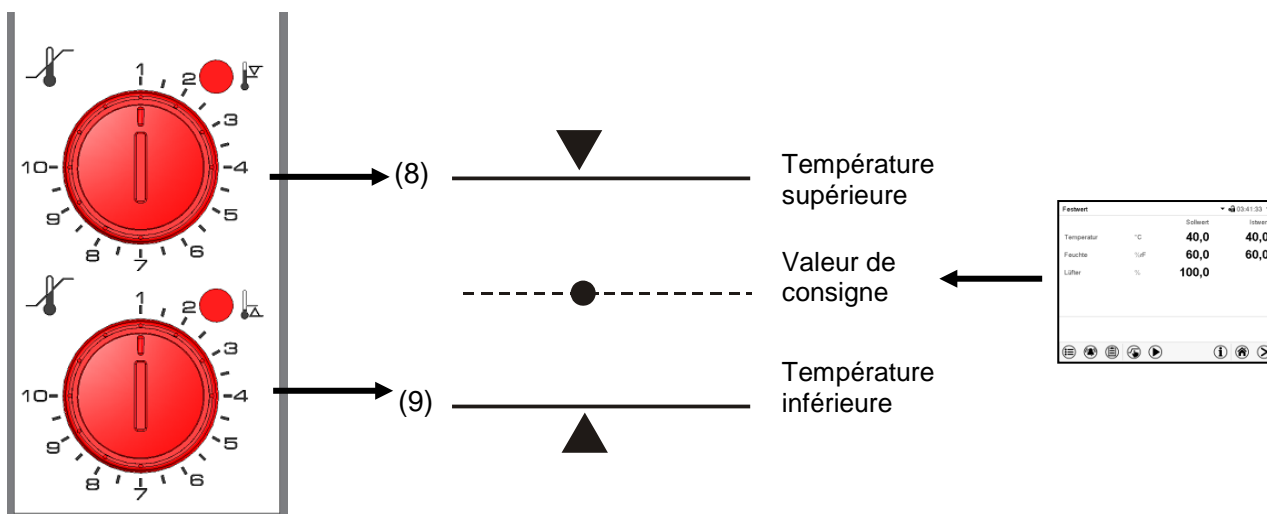 1
2
3
4
5
6
7
8
9
10
(8)
Température
supérieure
Valeur de
consigne
1
2
3
4
5
6
7
8
9
10
(9)
Température
inférieure
Festwert 03:41:33
Sollwert Istwer
Temperatur °C 40,0 40,0
Feuchte %rF 60,0 60,0
Lüfter % 100,0